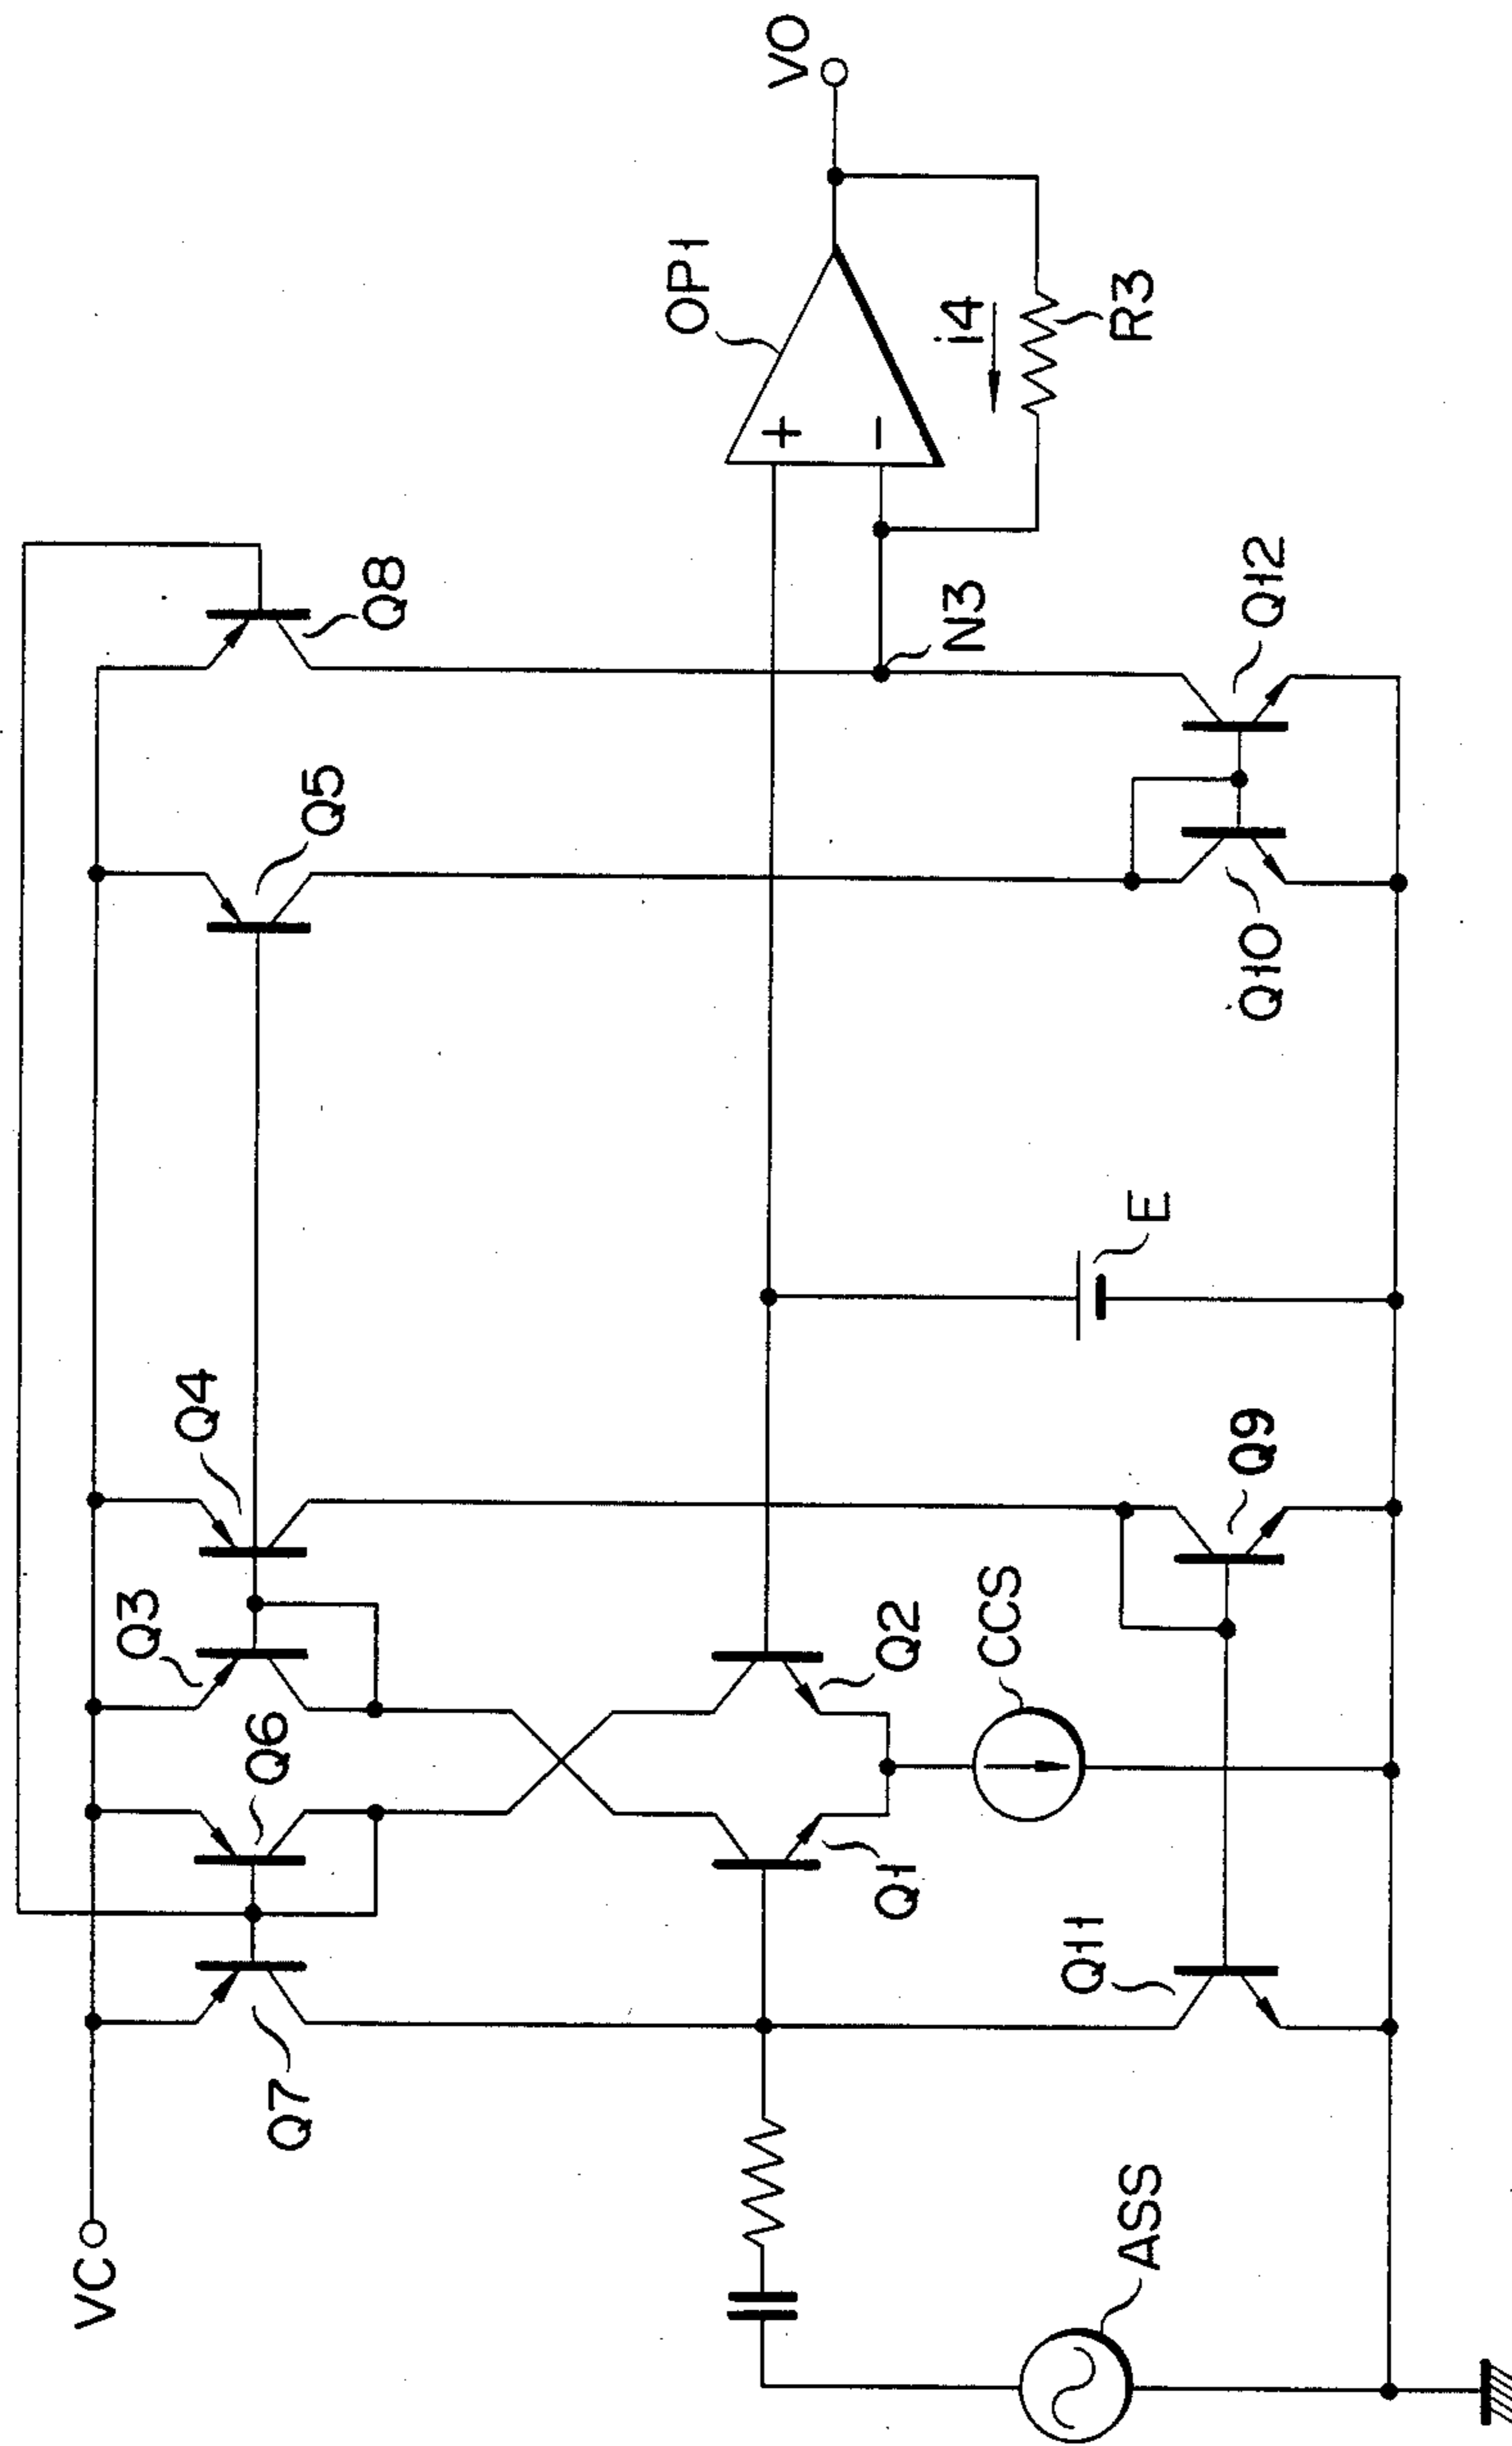 VC
Q7
Q6
Q3
Q4
Q5
Q8
OP1
VO
+
−
i4
R3
N3
Q1
Q2
CCS
E
Q11
Q9
Q10
Q12
ASS